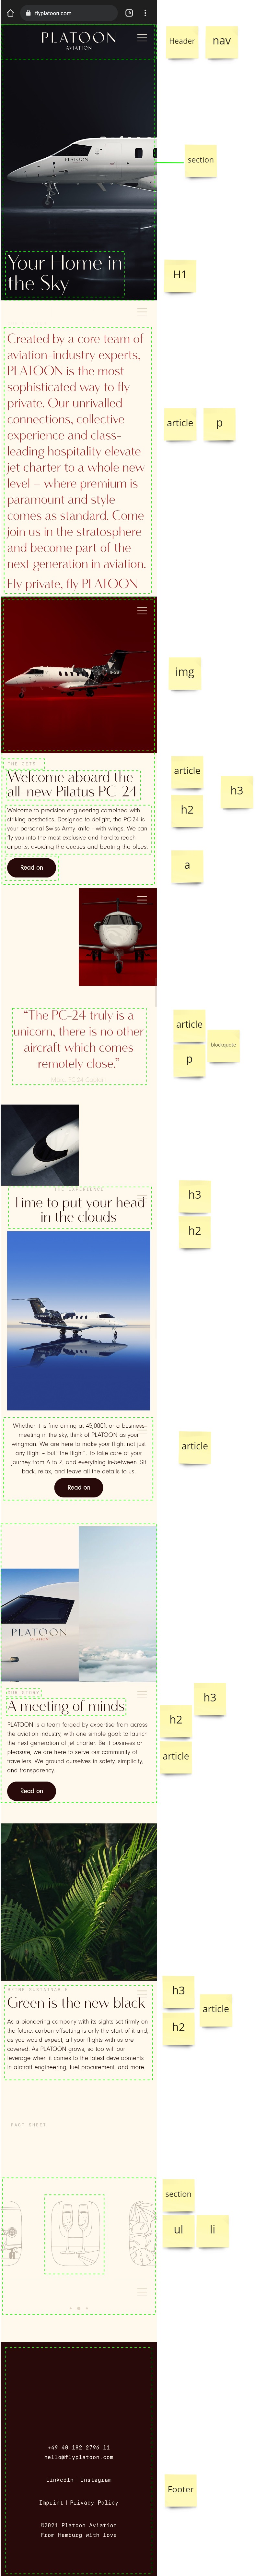 flyplatoon.com
PLATOON
AVIATION
Header
nav
section
PLATOON
Your Home in
the Sky
H1
Created by a core team of
aviation-industry experts,
PLATOON is the most
sophisticated way to fly
private. Our unrivalled
connections, collective
experience and class-
leading hospitality elevate
jet charter to a whole new
level – where premium is
paramount and style
comes as standard. Come
join us in the stratosphere
and become part of the
next generation in aviation.
Fly private, fly PLATOON
article
p
img
THE JETS
Welcome aboard the
all-new Pilatus PC-24
Welcome to precision engineering combined with
striking aesthetics. Designed to delight, the PC-24 is
your personal Swiss Army knife –with wings. We can
fly you into the most exclusive and hard-to-reach
airports, avoiding the queues and beating the blues.
Read on
article
h3
h2
a
“The PC-24 truly is a
unicorn, there is no other
aircraft which comes
remotely close.”
article
blockquote
p
THE EXPERIENCE
Time to put your head
in the clouds
h3
h2
Whether it is fine dining at 45,000ft or a business
meeting in the sky, think of PLATOON as your
wingman. We are here to make your flight not just
any flight – but “the flight”. To take care of your
journey from A to Z, and everything in-between. Sit
back, relax, and leave all the details to us.
Read on
article
PLATOON
OUR STORY
A meeting of minds
PLATOON is a team forged by expertise from across
the aviation industry, with one simple goal: to launch
the next generation of jet charter. Be it business or
pleasure, we are here to serve our community of
travellers. We ground ourselves in safety, simplicity,
and transparency.
Read on
h3
h2
article
BEING SUSTAINABLE
Green is the new black
As a pioneering company with its sights set firmly on
the future, carbon offsetting is only the start of it and,
as you would expect, all your flights with us are
covered. As PLATOON grows, so too will our
leverage when it comes to the latest developments
in aircraft engineering, fuel procurement, and more.
h3
article
h2
FACT SHEET
section
ul
li
+49 40 182 2796 11
hello@flyplatoon.com
LinkedIn | Instagram
Imprint | Privacy Policy
©2021 Platoon Aviation
From Hamburg with love
Footer